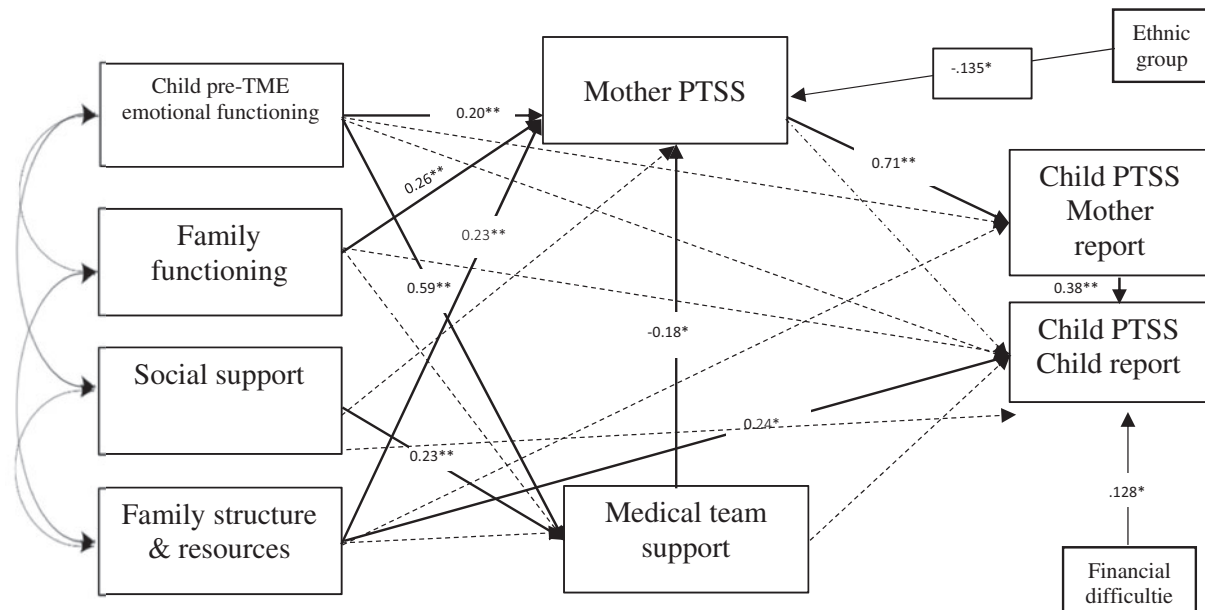 Child pre-TME
emotional functioning
Family
functioning
Social support
Family structure
& resources
Mother PTSS
Medical team
support
Ethnic
group
Child PTSS
Mother
report
Child PTSS
Child report
Financial
difficultie
0.20**
0.26**
0.23**
0.59**
0.23**
-0.18*
0.24*
-.135*
0.71**
0.38**
.128*